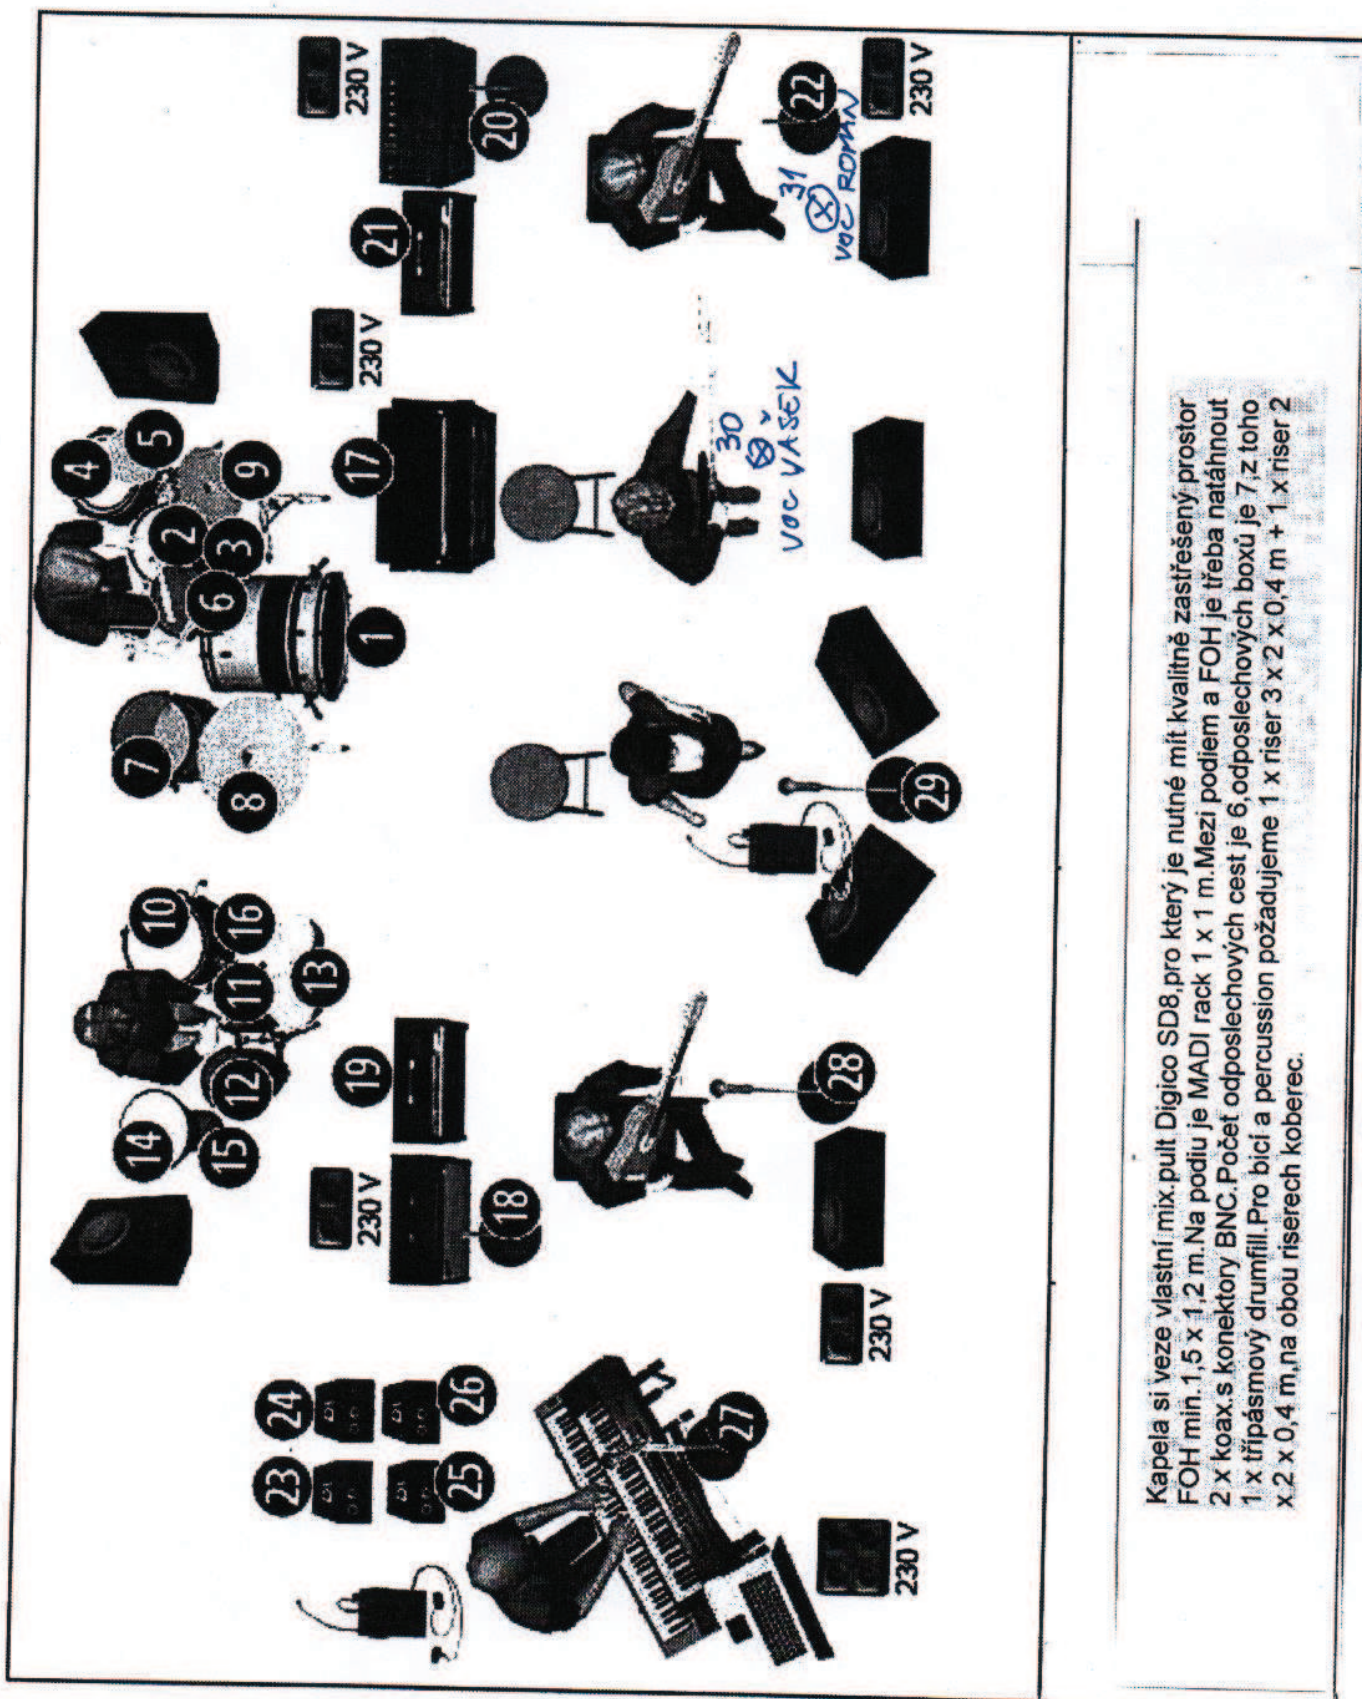 14
10
7
4
15
12
11
16
8
6
3
2
5
13
9
1
24
23
230 V
19
17
230 V
21
230 V
26
25
18
20
27
28
29
30
VOC VAŠEK
31
VOC ROMAN
22
230 V
230 V
230 V
Kapela si veze vlastní mix.pult Digico SD8,pro který je nutné mít kvalitně zastřešený prostor
FOH min.1,5 x 1,2 m.Na podiu je MADI rack 1 x 1 m.Mezi podiem a FOH je třeba natáhnout
2 x koax.s konektory BNC.Počet odposlechových cest je 6,odposlechových boxů je 7,z toho
1 x třípásmový drumfill.Pro bicí a percussion požadujeme 1 x riser 3 x 2 x 0,4 m + 1 x riser 2
x 2 x 0,4 m,na obou riserech koberec.